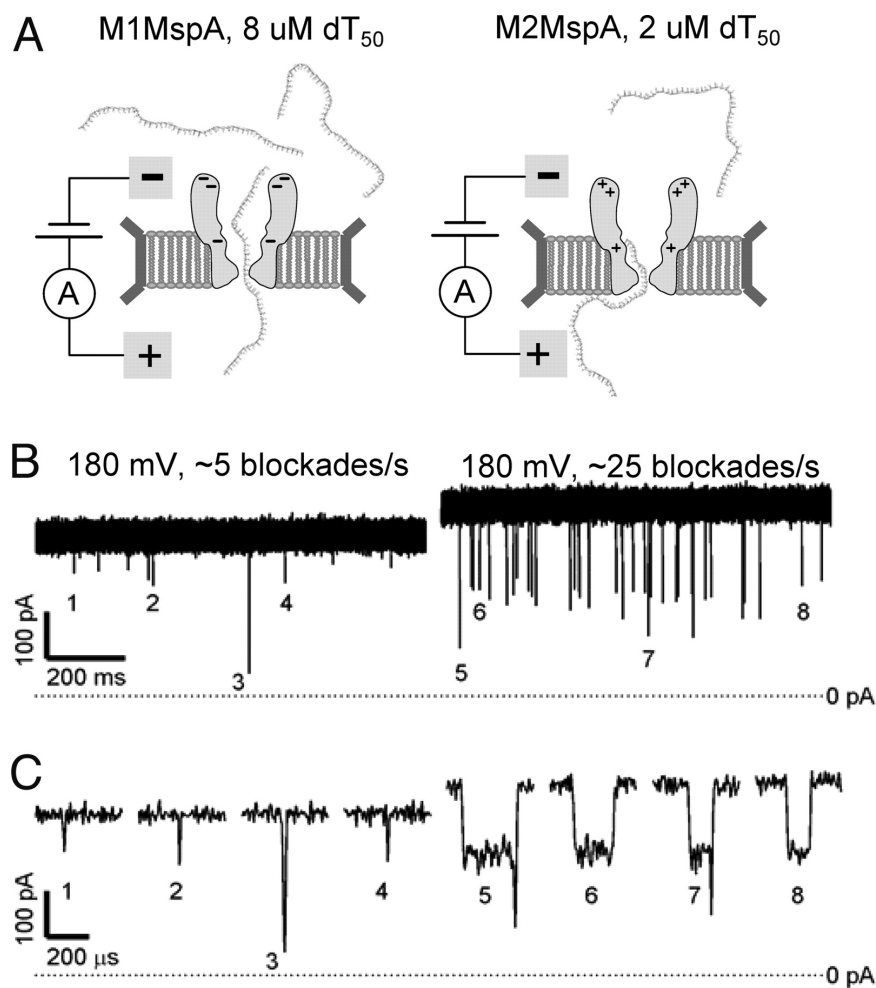 A
M1MspA, 8 uM dT50
M2MspA, 2 uM dT50
−
−
A
A
+
+
B
180 mV, ~5 blockades/s
180 mV, ~25 blockades/s
1
2
3
4
5
6
7
8
100 pA
200 ms
0 pA
C
1
2
3
4
5
6
7
8
100 pA
200 µs
0 pA